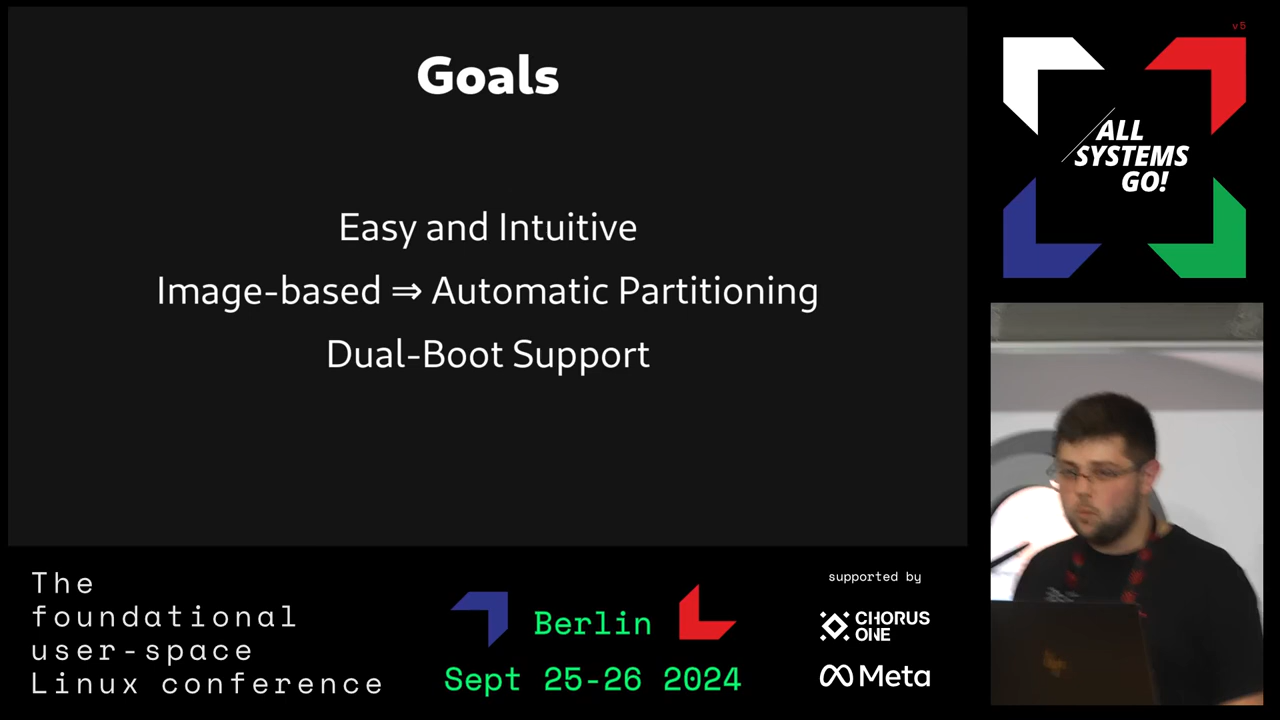 Goals
Easy and Intuitive
Image-based ⇒ Automatic Partitioning
Dual-Boot Support
v5
ALL
SYSTEMS
GO!
The
foundational
user-space
Linux conference
Berlin
Sept 25-26 2024
supported by
CHORUS
ONE
Meta